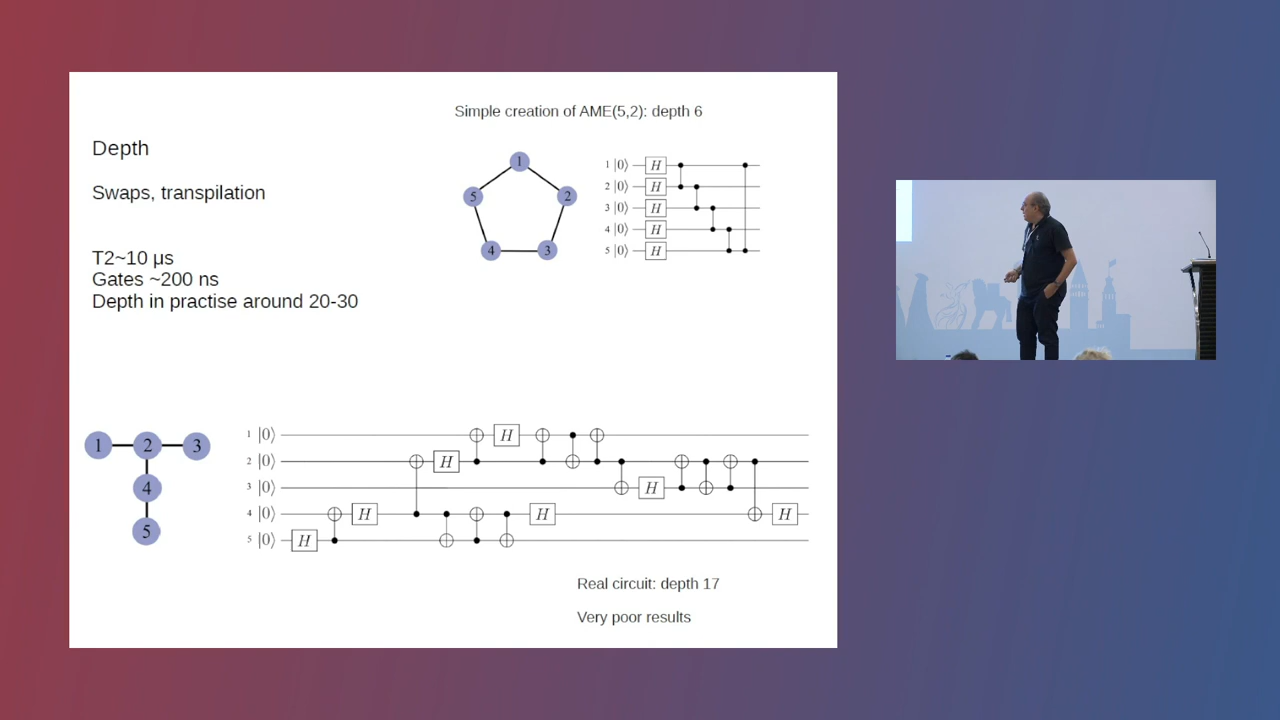 Simple creation of AME(5,2): depth 6
Depth
Swaps, transpilation
T2~10 µs
Gates ~200 ns
Depth in practise around 20-30
1
5
2
4
3
1 |0⟩ H
2 |0⟩ H
3 |0⟩ H
4 |0⟩ H
5 |0⟩ H
1 2 3
4
5
1 |0⟩ H
2 |0⟩ H
3 |0⟩ H
4 |0⟩ H H H
5 |0⟩ H
Real circuit: depth 17
Very poor results